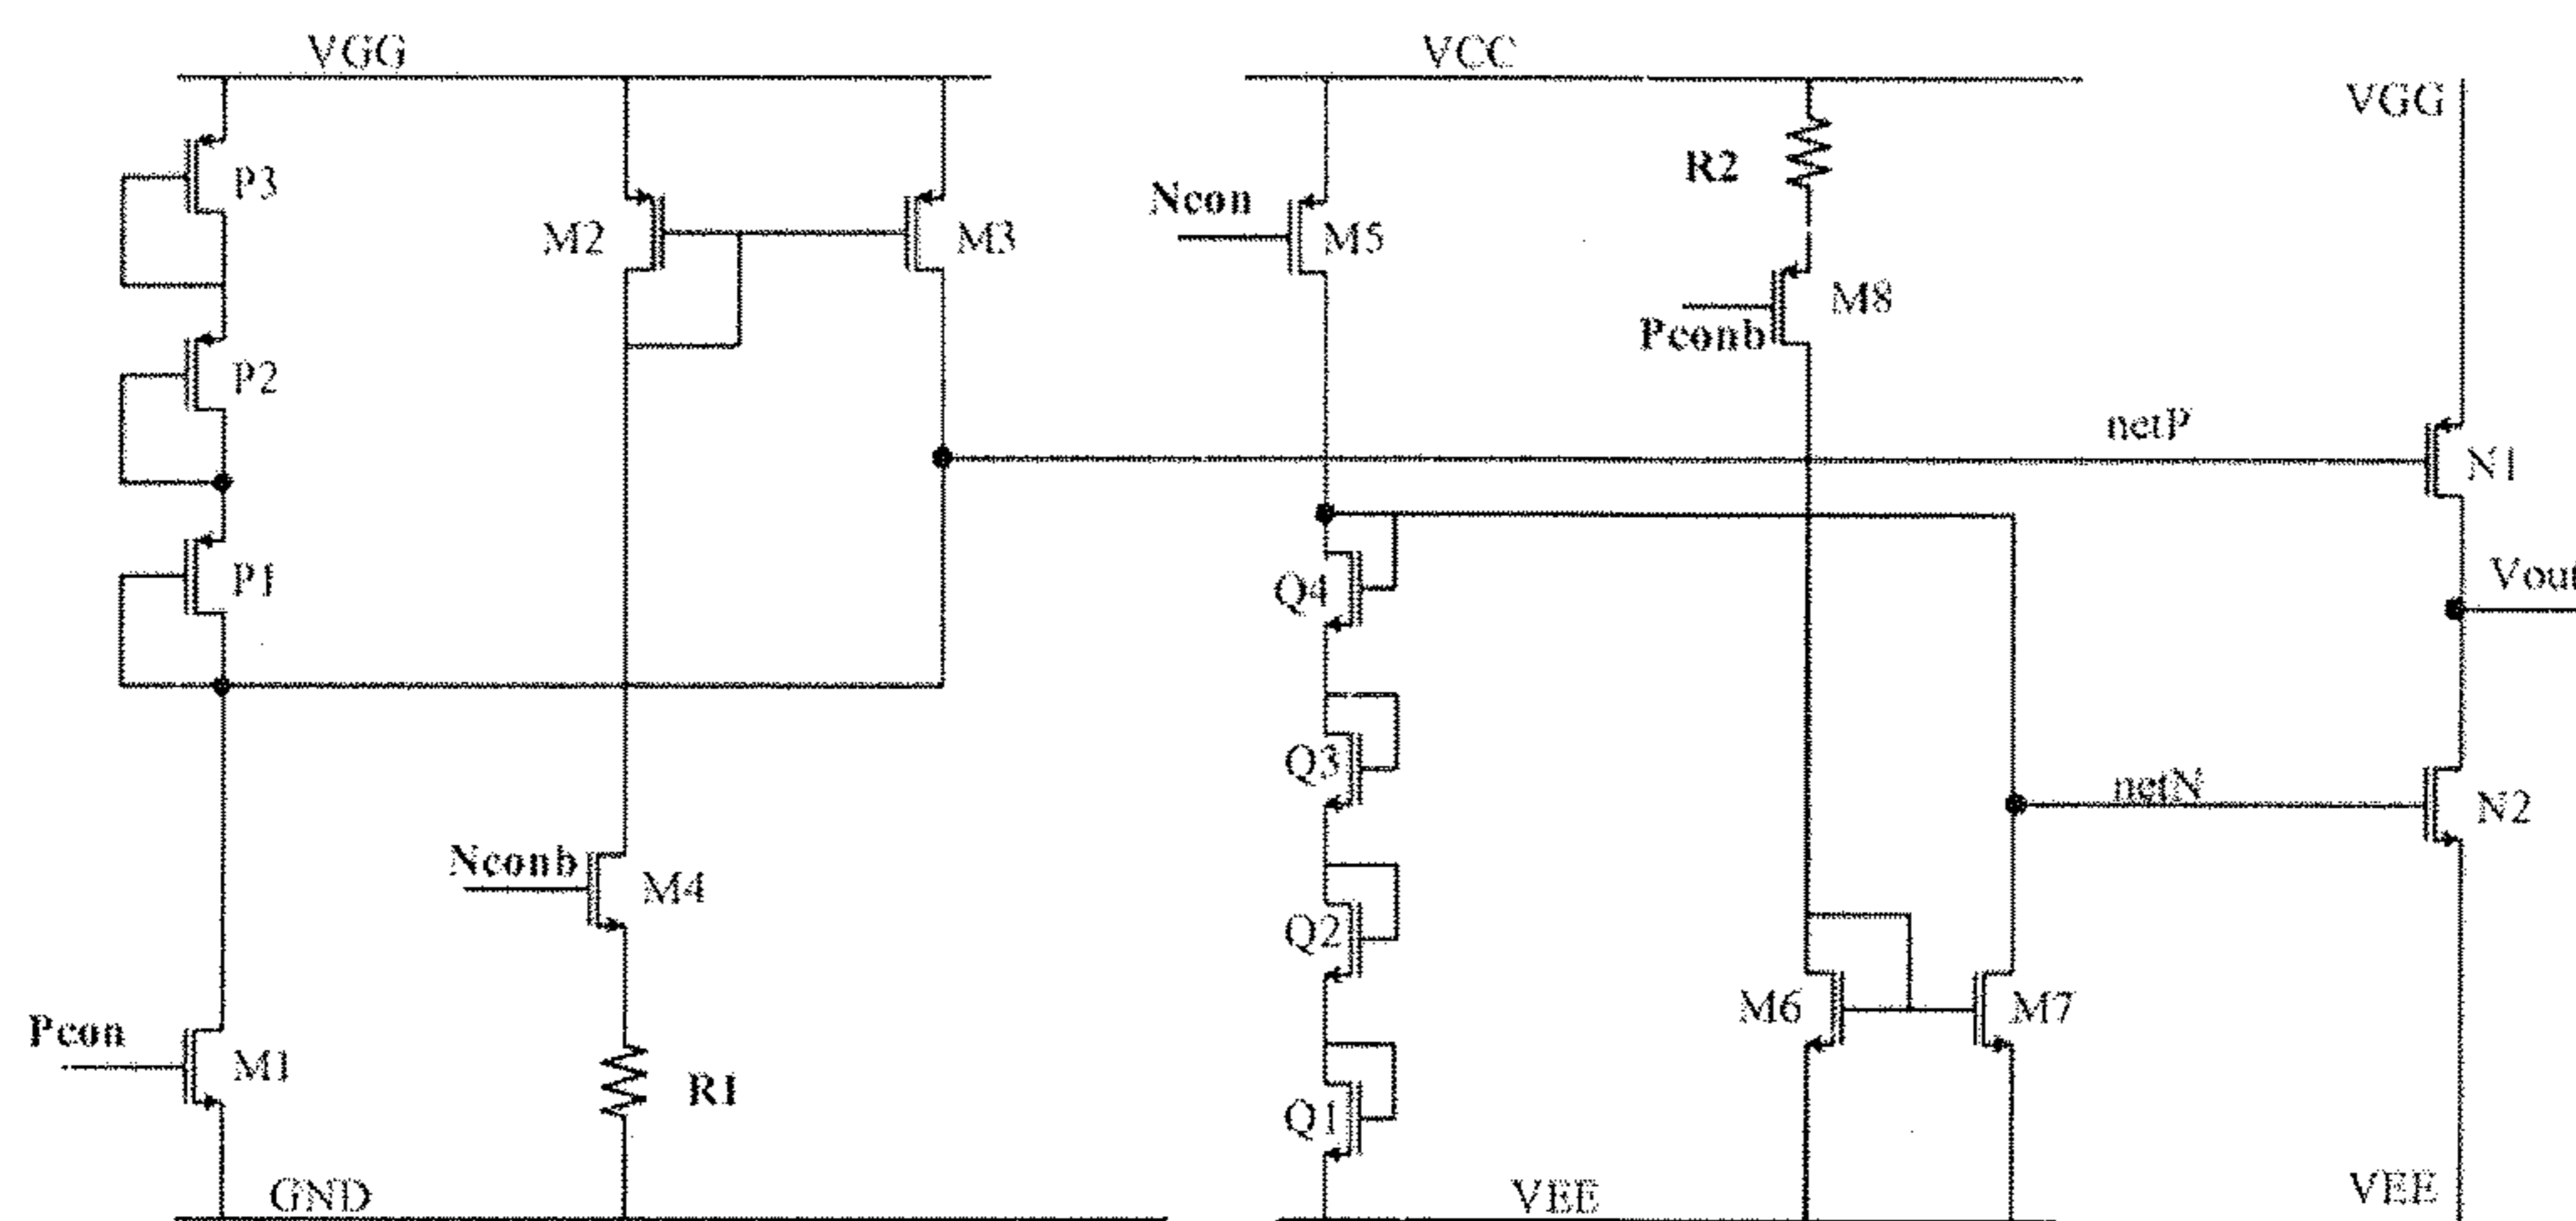 VGG
VCC
VGG
P3
R2
Ncon
M2
M3
M5
M8
Pconb
P2
netP
N1
P1
Vout
Q4
Q3
netN
N2
Nconb
M4
Q2
M6
M7
Pcon
M1
R1
Q1
GND
VEE
VEE